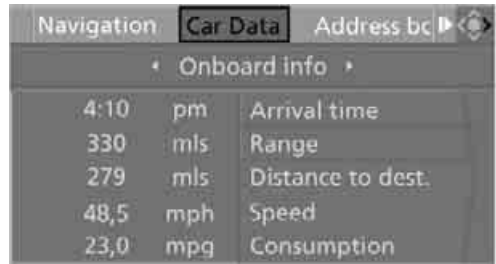 Navigation Car Data Address bc
Onboard info
4:10 pm Arrival time
330 mls Range
279 mls Distance to dest.
48,5 mph Speed
23,0 mpg Consumption